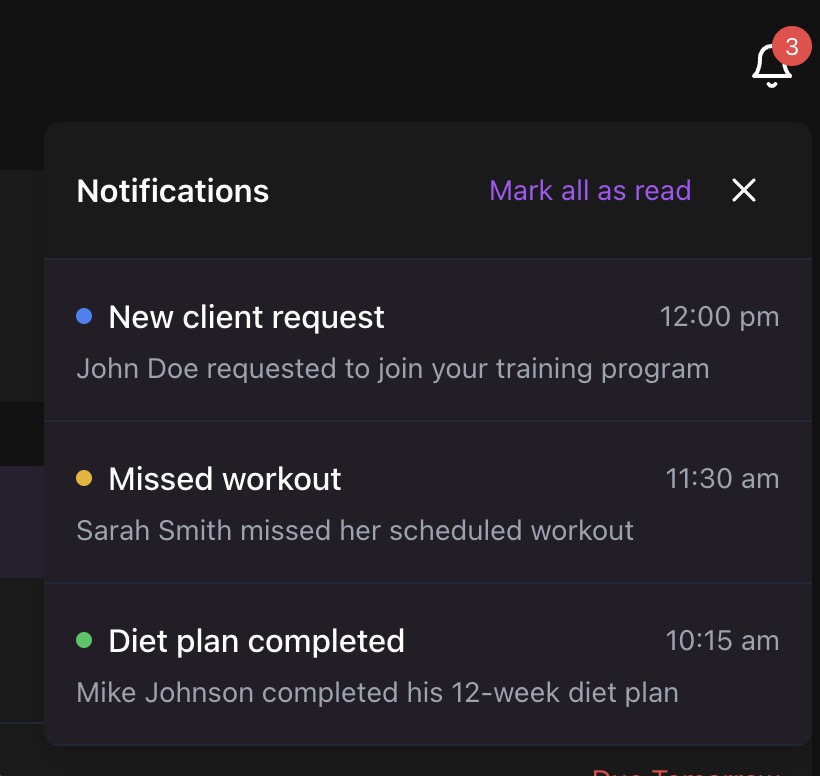 3
Notifications
Mark all as read
New client request
12:00 pm
John Doe requested to join your training program
Missed workout
11:30 am
Sarah Smith missed her scheduled workout
Diet plan completed
10:15 am
Mike Johnson completed his 12-week diet plan
Due Tomorrow